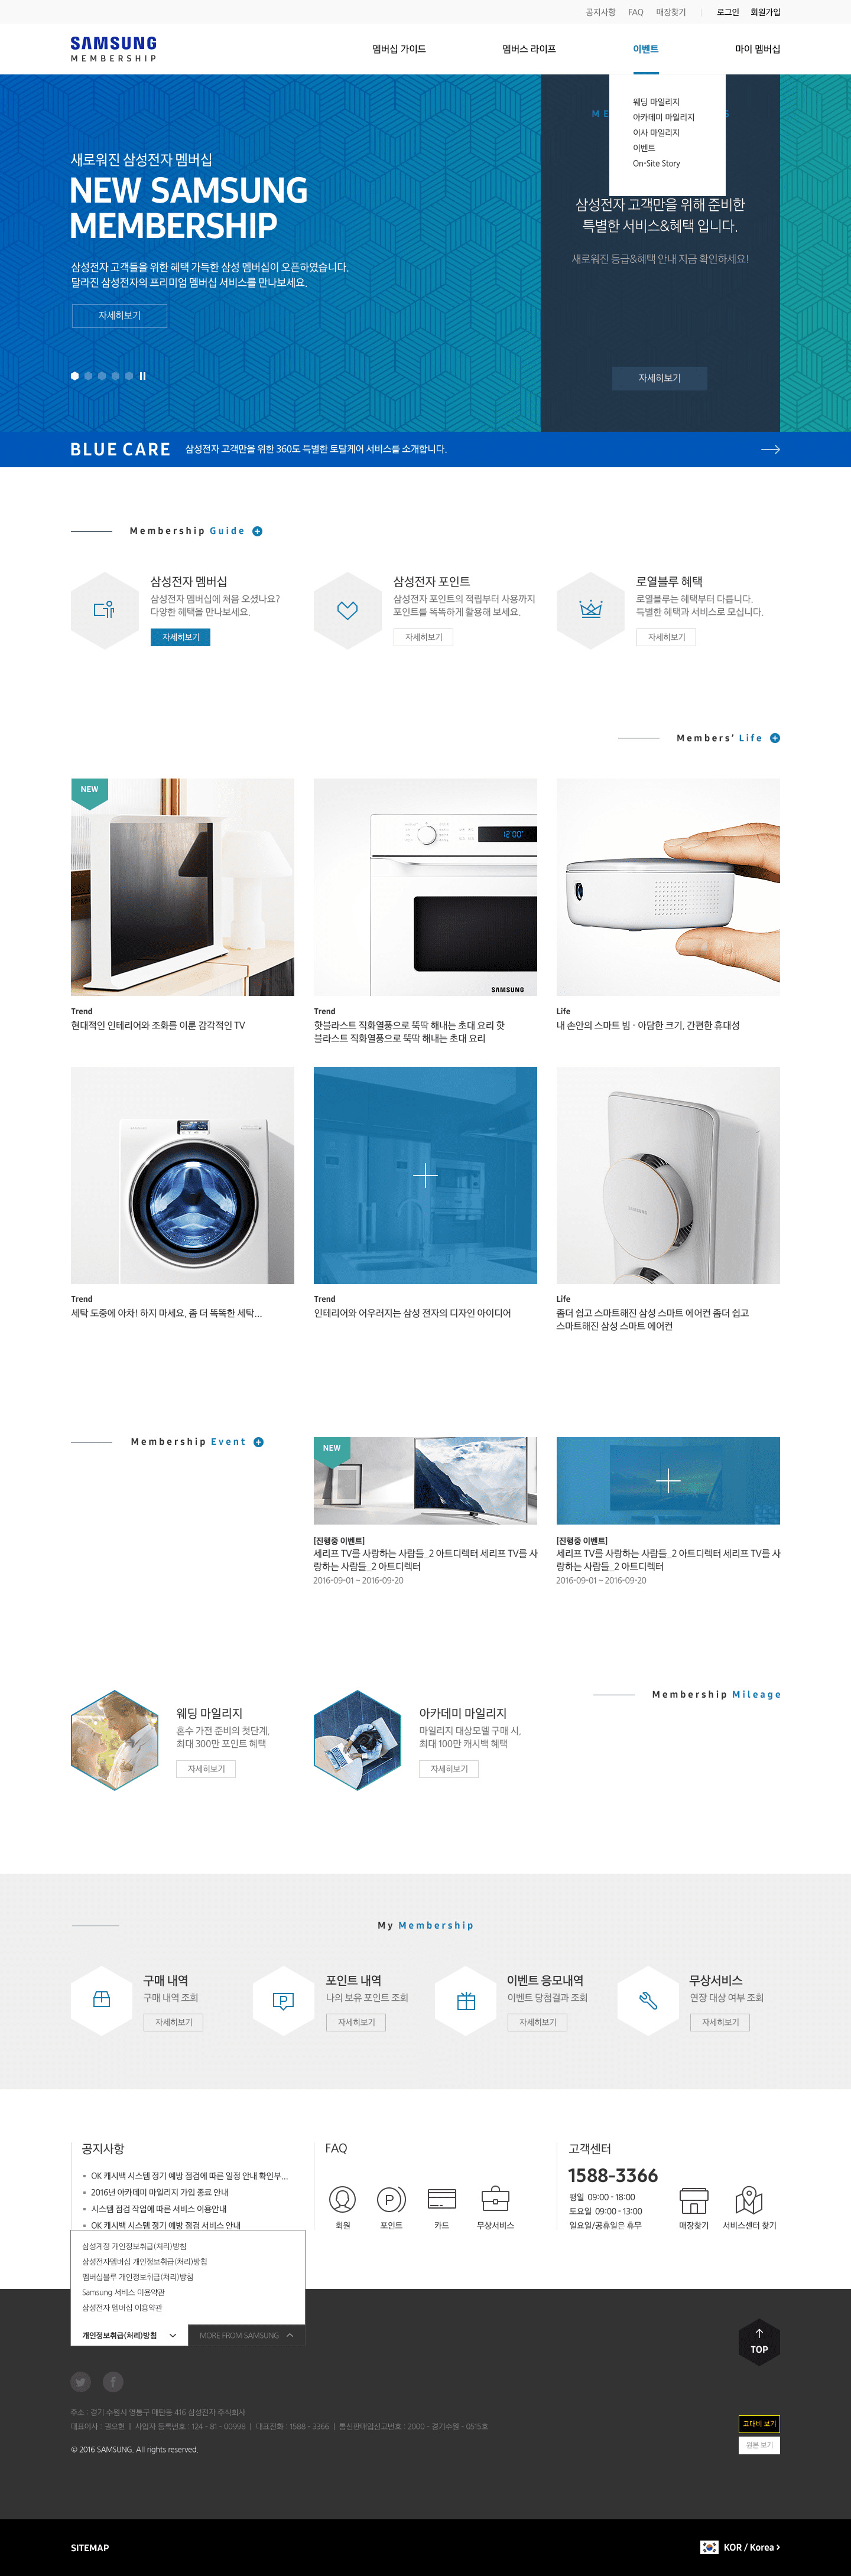 공지사항 FAQ 매장찾기 로그인 회원가입
SAMSUNG
MEMBERSHIP
멤버십 가이드 멤버스 라이프 이벤트 마이 멤버십
웨딩 마일리지
아카데미 마일리지
이사 마일리지
이벤트
On-Site Story
새로워진 삼성전자 멤버십
NEW SAMSUNG
MEMBERSHIP
삼성전자 고객들을 위한 혜택 가득한 삼성 멤버십이 오픈하였습니다.
달라진 삼성전자의 프리미엄 멤버십 서비스를 만나보세요.
자세히보기
삼성전자 고객만을 위해 준비한
특별한 서비스&혜택 입니다.
새로워진 등급&혜택 안내 지금 확인하세요!
자세히보기
BLUE CARE 삼성전자 고객만을 위한 360도 특별한 토탈케어 서비스를 소개합니다.
Membership Guide
삼성전자 멤버십
삼성전자 멤버십에 처음 오셨나요?
다양한 혜택을 만나보세요.
자세히보기
삼성전자 포인트
삼성전자 포인트의 적립부터 사용까지
포인트를 똑똑하게 활용해 보세요.
자세히보기
로열블루 혜택
로열블루는 혜택부터 다릅니다.
특별한 혜택과 서비스로 모십니다.
자세히보기
Members' Life
NEW
12:00
SAMSUNG
Trend
현대적인 인테리어와 조화를 이룬 감각적인 TV
Trend
핫블라스트 직화열풍으로 뚝딱 해내는 초대 요리 핫
블라스트 직화열풍으로 뚝딱 해내는 초대 요리
Life
내 손안의 스마트 빔 - 아담한 크기, 간편한 휴대성
SAMSUNG
Trend
세탁 도중에 아차! 하지 마세요, 좀 더 똑똑한 세탁...
Trend
인테리어와 어우러지는 삼성 전자의 디자인 아이디어
Life
좀더 쉽고 스마트해진 삼성 스마트 에어컨 좀더 쉽고
스마트해진 삼성 스마트 에어컨
Membership Event
NEW
[진행중 이벤트]
세리프 TV를 사랑하는 사람들_2 아트디렉터 세리프 TV를 사
랑하는 사람들_2 아트디렉터
2016-09-01 ~ 2016-09-20
[진행중 이벤트]
세리프 TV를 사랑하는 사람들_2 아트디렉터 세리프 TV를 사
랑하는 사람들_2 아트디렉터
2016-09-01 ~ 2016-09-20
Membership Mileage
웨딩 마일리지
혼수 가전 준비의 첫단계,
최대 300만 포인트 혜택
자세히보기
아카데미 마일리지
마일리지 대상모델 구매 시,
최대 100만 캐시백 혜택
자세히보기
My Membership
구매 내역
구매 내역 조회
자세히보기
포인트 내역
나의 보유 포인트 조회
자세히보기
이벤트 응모내역
이벤트 당첨결과 조회
자세히보기
무상서비스
연장 대상 여부 조회
자세히보기
공지사항
OK 캐시백 시스템 정기 예방 점검에 따른 일정 안내 확인부...
2016년 아카데미 마일리지 가입 종료 안내
시스템 점검 작업에 따른 서비스 이용안내
OK 캐시백 시스템 정기 예방 점검 서비스 안내
FAQ
회원 포인트 카드 무상서비스
고객센터
1588-3366
평일 09:00 - 18:00
토요일 09:00 - 13:00
일요일/공휴일은 휴무
매장찾기 서비스센터 찾기
삼성계정 개인정보취급(처리)방침
삼성전자멤버십 개인정보취급(처리)방침
멤버십블루 개인정보취급(처리)방침
Samsung 서비스 이용약관
삼성전자 멤버십 이용약관
개인정보취급(처리)방침 MORE FROM SAMSUNG
TOP
주소 : 경기 수원시 영통구 매탄동 416 삼성전자 주식회사
대표이사 : 권오현 | 사업자 등록번호 : 124 - 81 - 00998 | 대표전화 : 1588 - 3366 | 통신판매업신고번호 : 2000 - 경기수원 - 0515호
© 2016 SAMSUNG. All rights reserved.
고대비 보기
원본 보기
SITEMAP
KOR / Korea >